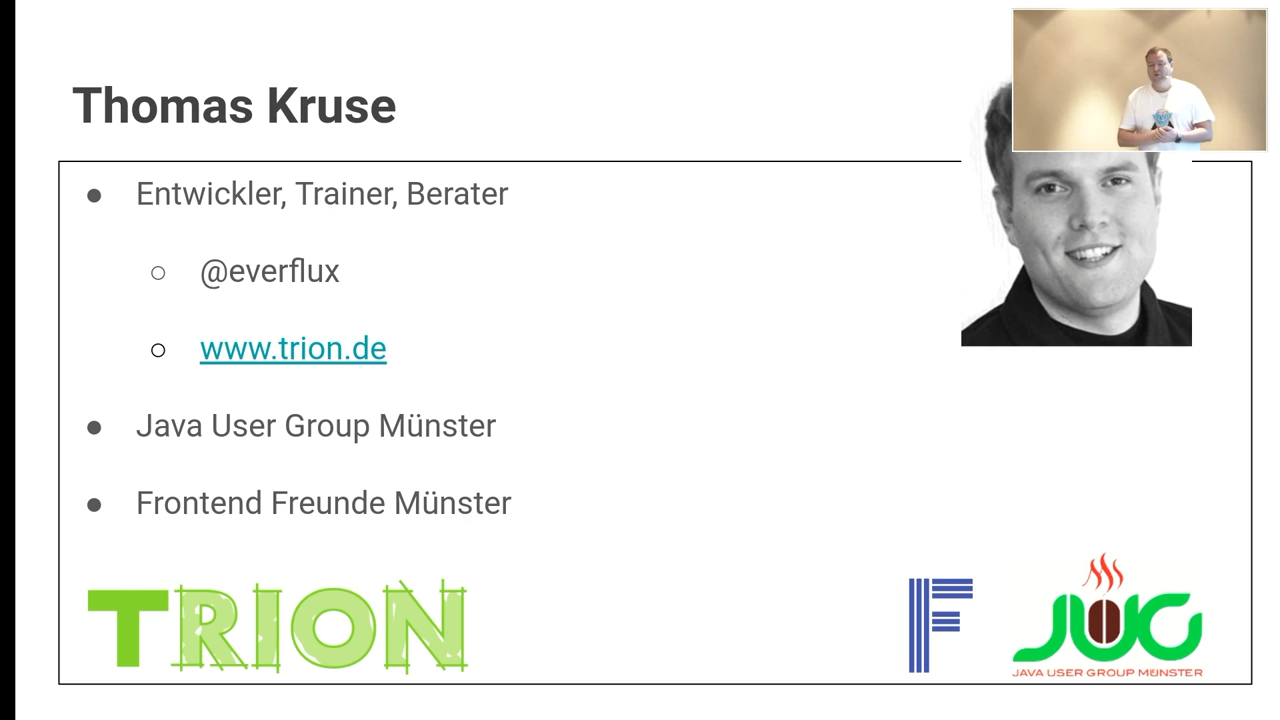 Thomas Kruse
Entwickler, Trainer, Berater
@everflux
www.trion.de
Java User Group Münster
Frontend Freunde Münster
TRION
F
JUG
JAVA USER GROUP MÜNSTER